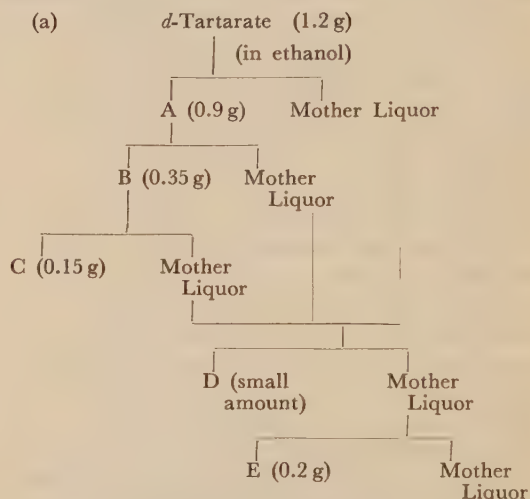 (a) d-Tartarate (1.2 g)
(in ethanol)
A (0.9 g) Mother Liquor
B (0.35 g) Mother
Liquor
C (0.15 g) Mother
Liquor
D (small Mother
amount) Liquor
E (0.2 g) Mother
Liquor